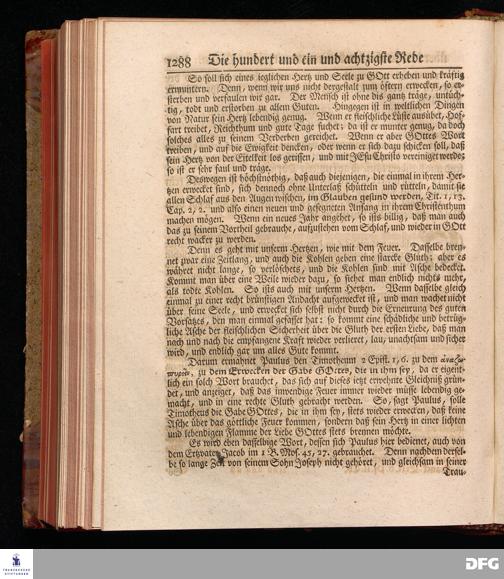 1288 Die hundert und ein und achtzigste Rede
So soll sich eines ieglichen Hertz und Seele zu GOtt erheben und kräftig
ermuntern. Denn, wenn wir uns nicht dergestalt zum öftern erwecken, so er-
sterben und verfaulen wir gar. Der Mensch ist ohne dis gantz träge, untüch-
tig, todt und erstorben zu allem Guten. Hingegen ist in weltlichen Dingen
von Natur sein Hertz lebendig genug. Wenn er fleischliche Lüste ausübet, Hof-
fart treibet, Reichthum und gute Tage suchet; da ist er munter genug, da doch
solches alles zu seinem Verderben gereichet. Wenn er aber GOttes Wort
treiben, und auf die Ewigkeit dencken, oder wenn er sich dazu schicken soll, daß
sein Hertz von der Eitelkeit los gerissen, und mit JEsu Christo vereiniget werde;
so ist er sehr faul und träge.
Deswegen ist höchstnöthig, daß auch diejenigen, die einmal in ihrem Her-
tzen erwecket sind, sich dennoch ohne Unterlaß schütteln und rütteln, damit sie
allen Schlaf aus den Augen wischen, im Glauben gesund werden, Tit. 1, 13.
Cap. 2, 2. und also einen neuen und gesegneten Anfang in ihrem Christenthum
machen mögen. Wenn ein neues Jahr angehet, so ists billig, daß man auch
das zu seinem Vortheil gebrauche, aufzustehen vom Schlaf, und wieder in GOtt
recht wacker zu werden.
Denn es geht mit unserm Hertzen, wie mit dem Feuer. Dasselbe bren-
net zwar eine Zeitlang, und auch die Kohlen geben eine starcke Gluth; aber es
währet nicht lange, so verlöschets, und die Kohlen sind mit Asche bedecket.
Kommt man über eine Weile wieder dazu, so siehet man endlich nichts mehr,
als todte Kohlen. So ists auch mit unserm Hertzen. Wenn dasselbe gleich
einmal zu einer recht brünstigen Andacht aufgewecket ist, und man wachet nicht
über seine Seele, und erwecket sich selbst nicht durch die Erneurung des guten
Vorsatzes, den man einmal gefasset hat: so kommt eine schädliche und betrüg-
liche Asche der fleischlichen Sicherheit über die Gluth der ersten Liebe, daß man
nach und nach die empfangene Kraft wieder verlieret, lau, unachtsam und sicher
wird, und endlich gar um alles Gute kommt.
Darum ermahnet Paulus den Timotheum 2 Epist. 1, 6. zu dem ἀναζω-
πυρεῖν, zu dem Erwecken der Gabe GOttes, die in ihm sey, da er eigent-
lich ein solch Wort brauchet, das sich auf dieses ietzt erwehnte Gleichniß grün-
det, und anzeiget, daß das inwendige Feuer immer wieder müsse lebendig ge-
machet, und in eine rechte Gluth gebracht werden. So, sagt Paulus, solle
Timotheus die Gabe GOttes, die in ihm sey, stets wieder erwecken, daß keine
Asche über das göttliche Feuer kommen, sondern daß sein Hertz in einer lichten
und lebendigen Flamme der Liebe GOttes stets brennen möchte.
Es wird eben dasselbige Wort, dessen sich Paulus hier bedienet, auch von
dem Ertzvater Jacob im 1 B. Mos. 45, 27. gebrauchet. Denn nachdem dersel-
be so lange Zeit von seinem Sohn Joseph nicht gehöret, und gleichsam in seiner
Trau-
FRANCKESCHE
STIFTUNGEN
DFG